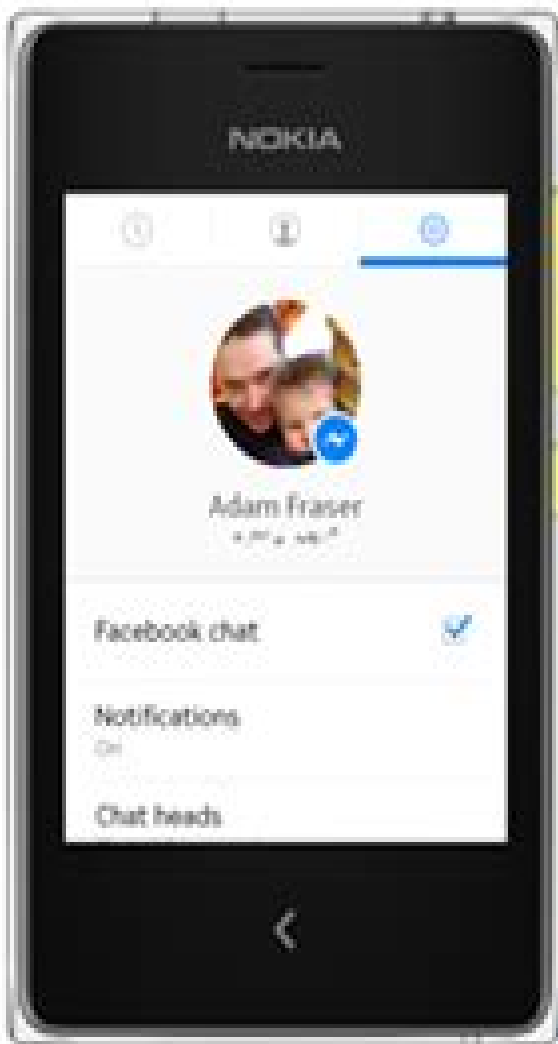 NOKIA
Adam Fraser
Facebook chat
Notifications
On
Chat heads